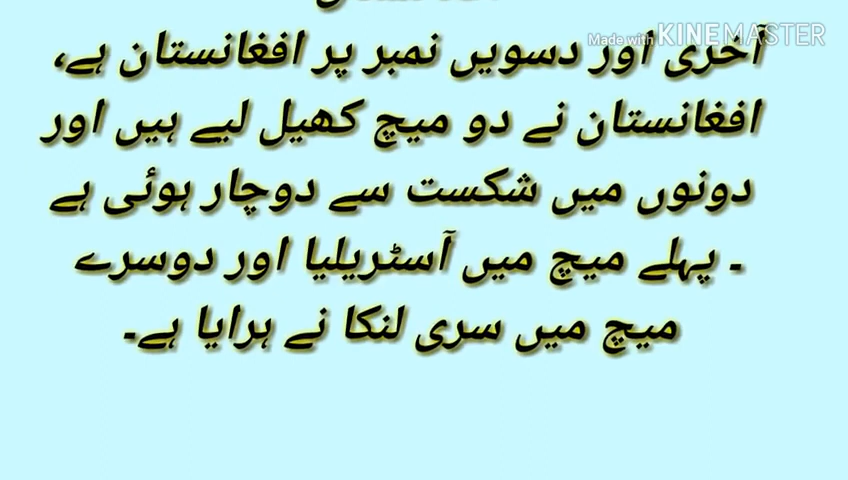 Made with KINEMASTER
آخری اور دسویں نمبر پر افغانستان ہے،
افغانستان نے دو میچ کھیل لیے ہیں اور
دونوں میں شکست سے دوچار ہوئی ہے
۔ پہلے میچ میں آسٹریلیا اور دوسرے
میچ میں سری لنکا نے ہرایا ہے۔